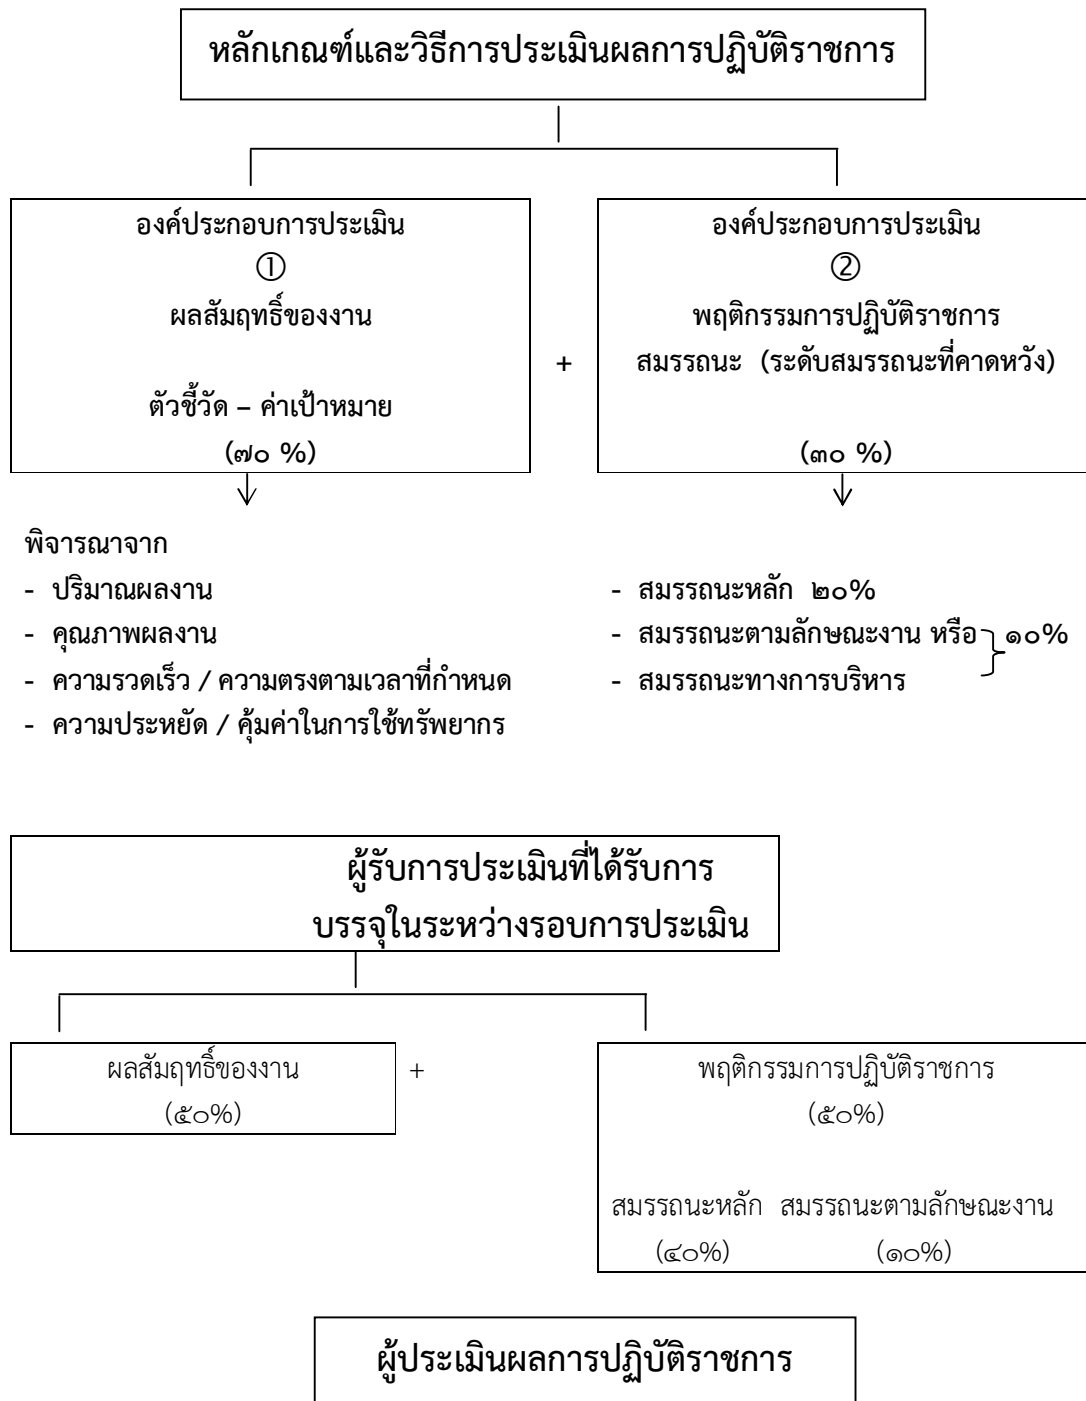 หลักเกณฑ์และวิธีการประเมินผลการปฏิบัติราชการ
องค์ประกอบการประเมิน
①
ผลสัมฤทธิ์ของงาน
ตัวชี้วัด – ค่าเป้าหมาย
(๗๐ %)
+
องค์ประกอบการประเมิน
②
พฤติกรรมการปฏิบัติราชการ
สมรรถนะ (ระดับสมรรถนะที่คาดหวัง)
(๓๐ %)
พิจารณาจาก
- ปริมาณผลงาน
- คุณภาพผลงาน
- ความรวดเร็ว / ความตรงตามเวลาที่กำหนด
- ความประหยัด / คุ้มค่าในการใช้ทรัพยากร
- สมรรถนะหลัก ๒๐%
- สมรรถนะตามลักษณะงาน หรือ ๑๐%
- สมรรถนะทางการบริหาร
ผู้รับการประเมินที่ได้รับการ
บรรจุในระหว่างรอบการประเมิน
ผลสัมฤทธิ์ของงาน
(๕๐%)
+
พฤติกรรมการปฏิบัติราชการ
(๕๐%)
สมรรถนะหลัก สมรรถนะตามลักษณะงาน
(๔๐%) (๑๐%)
ผู้ประเมินผลการปฏิบัติราชการ